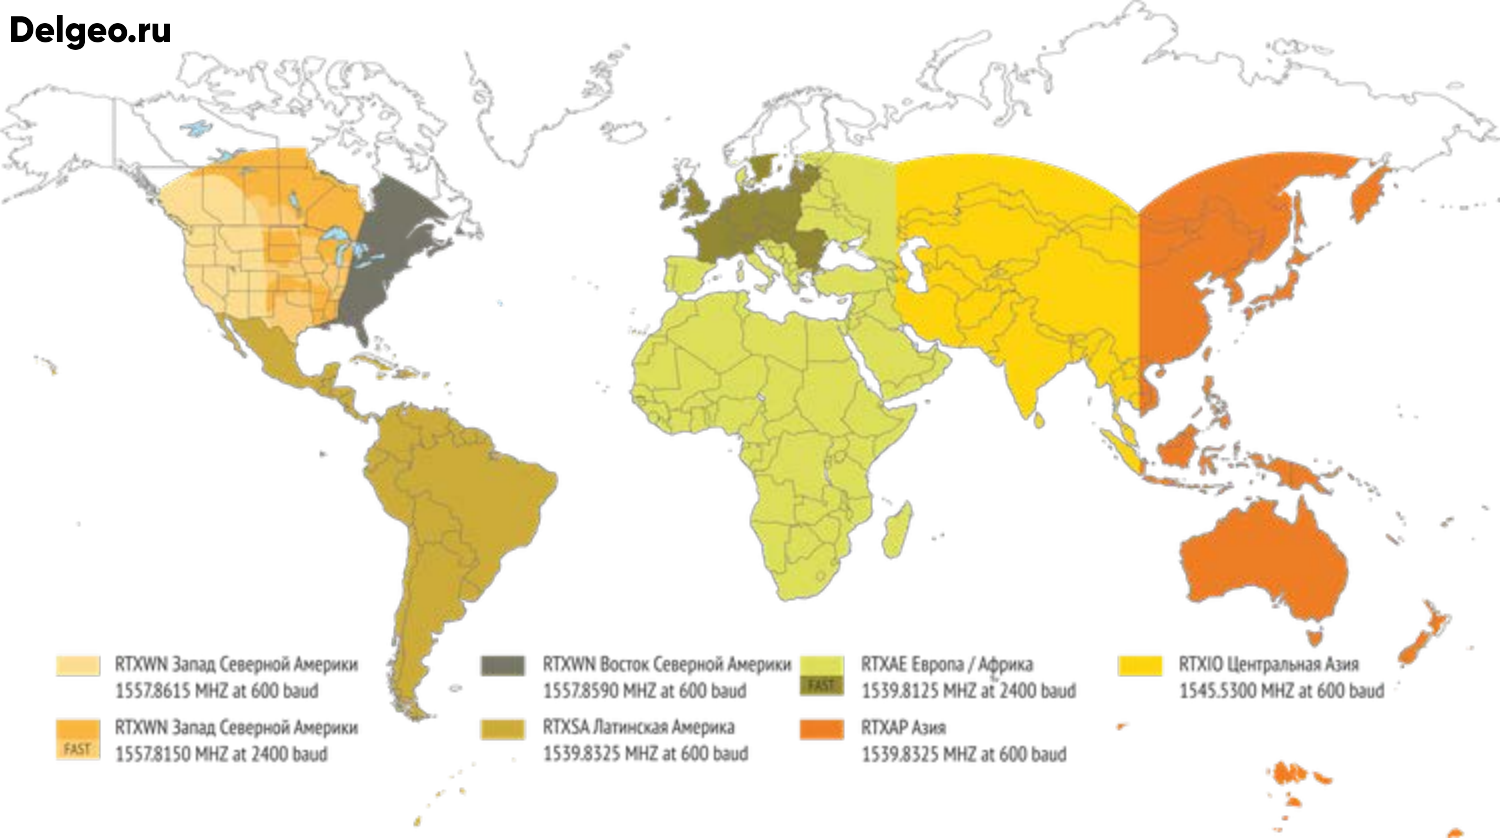 Delgeo.ru
RTXWN Запад Северной Америки
1557.8615 MHZ at 600 baud
FAST
RTXWN Запад Северной Америки
1557.8150 MHZ at 2400 baud
RTXWN Восток Северной Америки
1557.8590 MHZ at 600 baud
RTXSA Латинская Америка
1539.8325 MHZ at 600 baud
FAST
RTXAE Европа / Африка
1539.8125 MHZ at 2400 baud
RTXAP Азия
1539.8325 MHZ at 600 baud
RTXIO Центральная Азия
1545.5300 MHZ at 600 baud